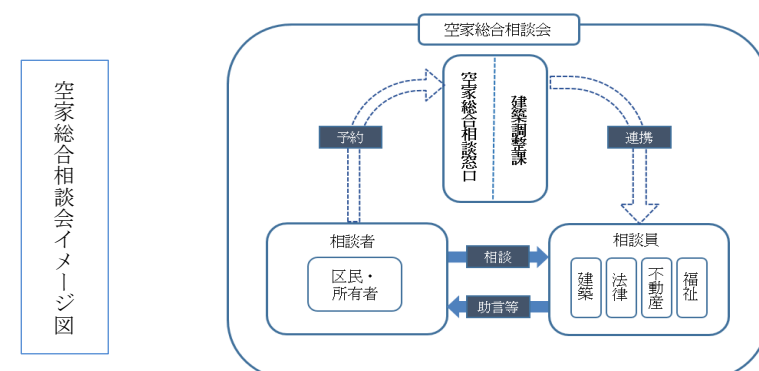 空家総合相談会イメージ図
空家総合相談会
空家総合相談窓口
建築調整課
予約
連携
相談者
区民・
所有者
相談
助言等
相談員
建築
法律
不動産
福祉